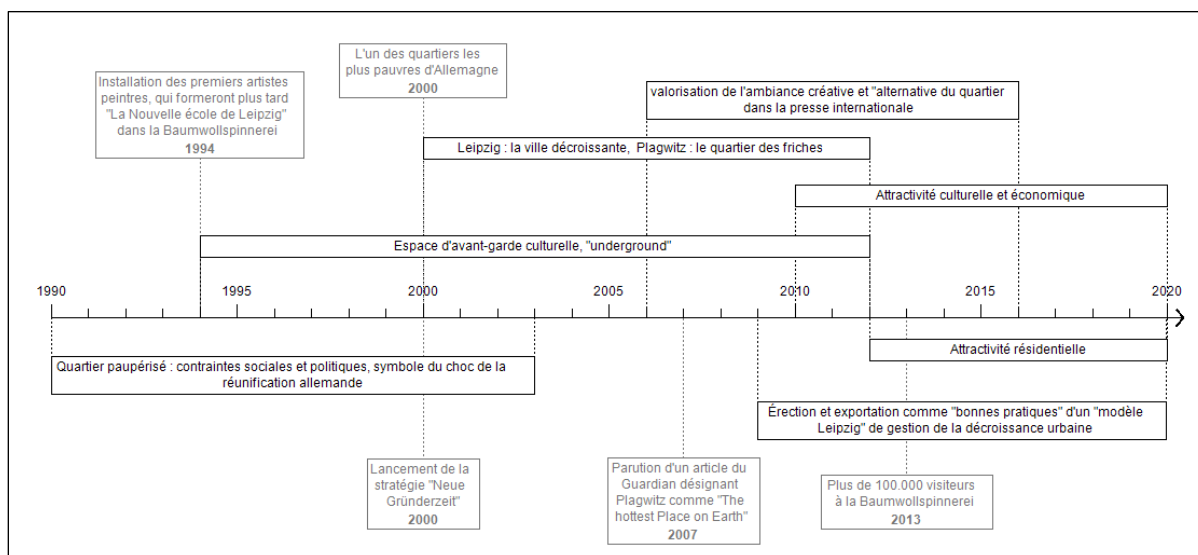 L'un des quartiers les
plus pauvres d'Allemagne
2000
Installation des premiers artistes
peintres, qui formeront plus tard
"La Nouvelle école de Leipzig"
dans la Baumwollspinnerei
1994
valorisation de l'ambiance créative et "alternative du quartier
dans la presse internationale
Leipzig : la ville décroissante, Plagwitz : le quartier des friches
Attractivité culturelle et économique
Espace d'avant-garde culturelle, "underground"
1990 1995 2000 2005 2010 2015 2020
Attractivité résidentielle
Quartier paupérisé : contraintes sociales et politiques, symbole du choc de la
réunification allemande
Érection et exportation comme "bonnes pratiques" d'un "modèle
Leipzig" de gestion de la décroissance urbaine
Lancement de la
stratégie "Neue
Gründerzeit"
2000
Parution d'un article du
Guardian désignant
Plagwitz comme "The
hottest Place on Earth"
2007
Plus de 100.000 visiteurs
à la Baumwollspinnerei
2013